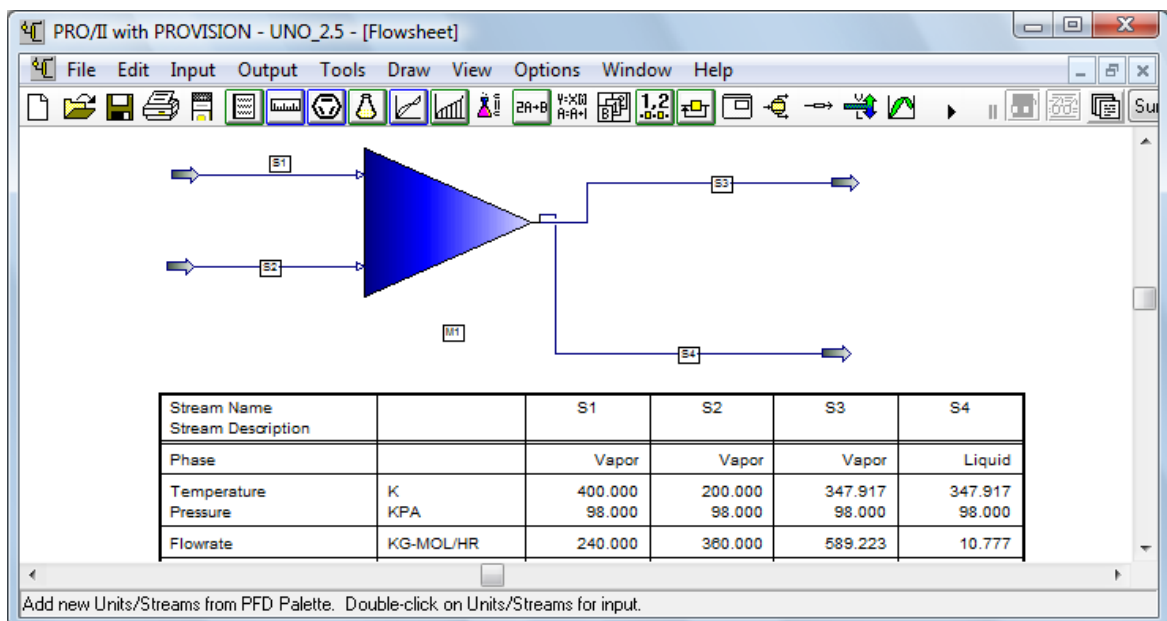 PRO/II with PROVISION - UNO_2.5 - [Flowsheet]
File Edit Input Output Tools Draw View Options Window Help
2A+B
1.2
S1
S3
S2
M1
S4
Stream Name S1 S2 S3 S4
Stream Description
Phase Vapor Vapor Vapor Liquid
Temperature K 400.000 200.000 347.917 347.917
Pressure KPA 98.000 98.000 98.000 98.000
Flowrate KG-MOL/HR 240.000 360.000 589.223 10.777
Add new Units/Streams from PFD Palette. Double-click on Units/Streams for input.